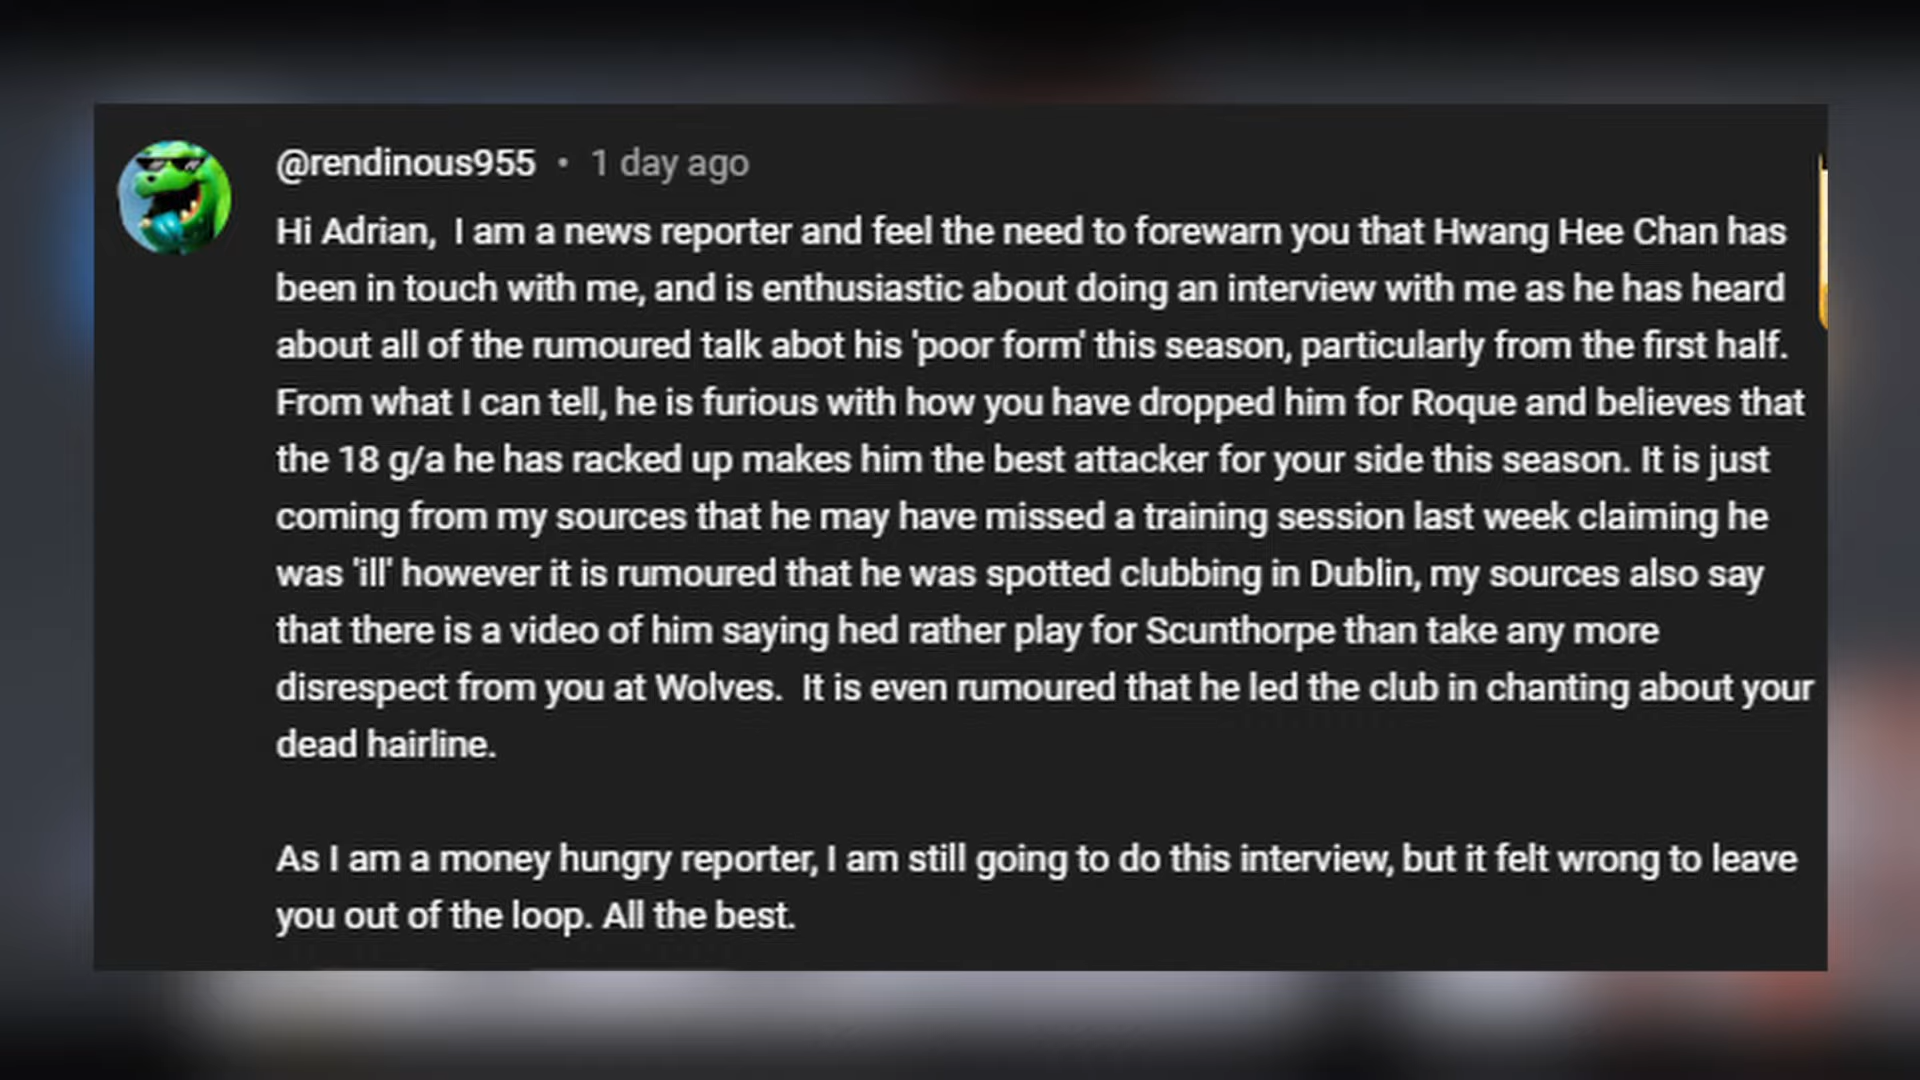 @rendinous955 • 1 day ago
Hi Adrian,  I am a news reporter and feel the need to forewarn you that Hwang Hee Chan has
been in touch with me, and is enthusiastic about doing an interview with me as he has heard
about all of the rumoured talk abot his 'poor form' this season, particularly from the first half.
From what I can tell, he is furious with how you have dropped him for Roque and believes that
the 18 g/a he has racked up makes him the best attacker for your side this season. It is just
coming from my sources that he may have missed a training session last week claiming he
was 'ill' however it is rumoured that he was spotted clubbing in Dublin, my sources also say
that there is a video of him saying hed rather play for Scunthorpe than take any more
disrespect from you at Wolves.  It is even rumoured that he led the club in chanting about your
dead hairline.
As I am a money hungry reporter, I am still going to do this interview, but it felt wrong to leave
you out of the loop. All the best.